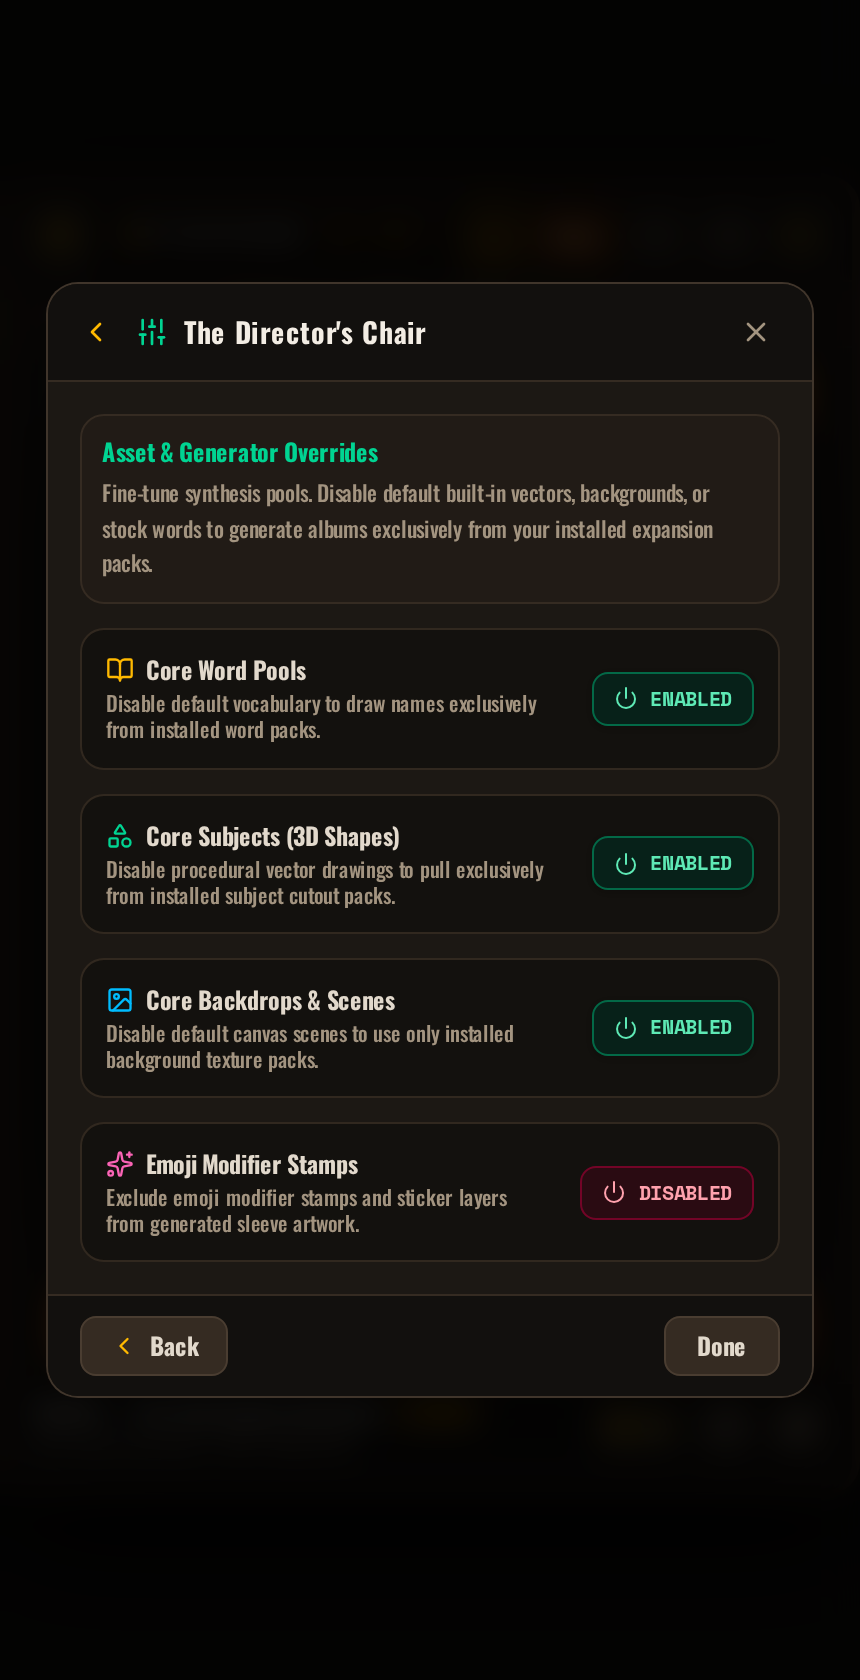 The Director's Chair
Asset & Generator Overrides
Fine-tune synthesis pools. Disable default built-in vectors, backgrounds, or
stock words to generate albums exclusively from your installed expansion
packs.
Core Word Pools
Disable default vocabulary to draw names exclusively
from installed word packs.
ENABLED
Core Subjects (3D Shapes)
Disable procedural vector drawings to pull exclusively
from installed subject cutout packs.
ENABLED
Core Backdrops & Scenes
Disable default canvas scenes to use only installed
background texture packs.
ENABLED
Emoji Modifier Stamps
Exclude emoji modifier stamps and sticker layers
from generated sleeve artwork.
DISABLED
Back
Done